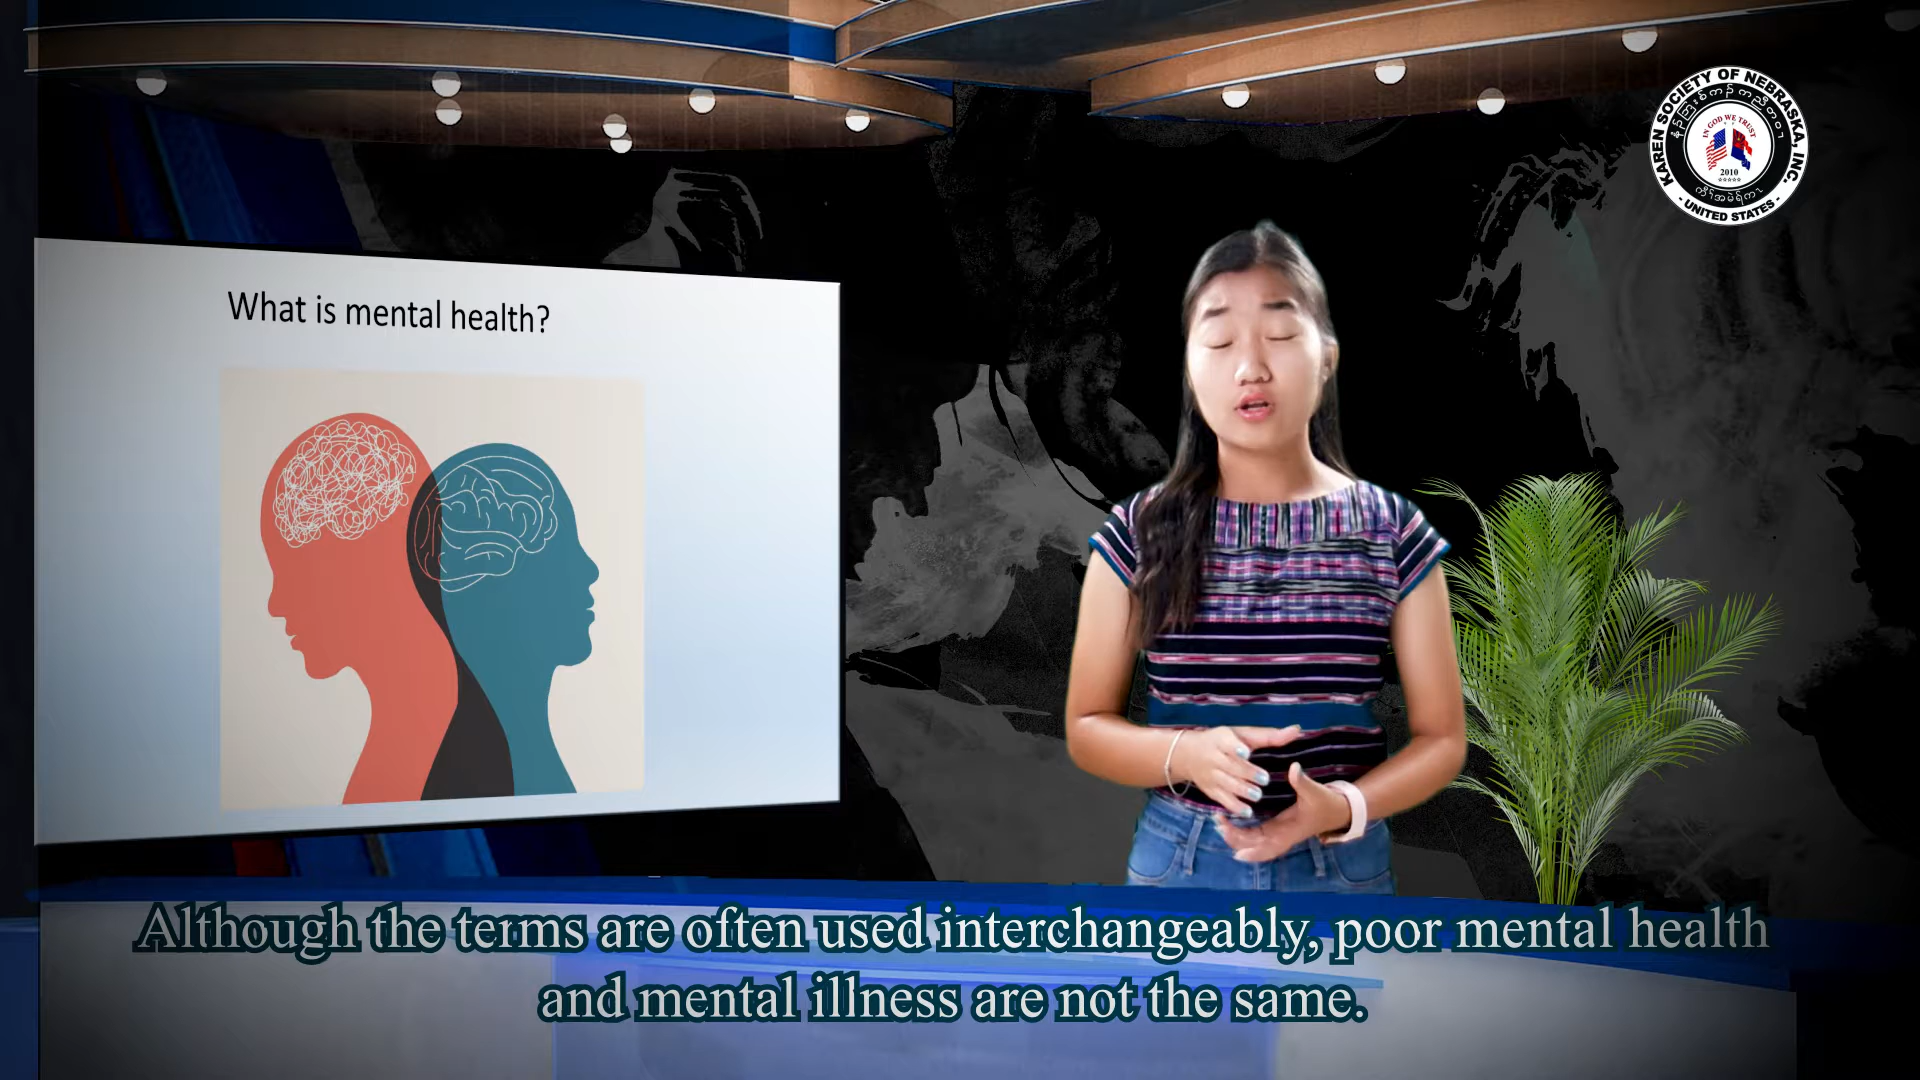 What is mental health?
KAREN SOCIETY OF NEBRASKA, INC.
IN GOD WE TRUST
2010
- UNITED STATES -
Although the terms are often used interchangeably, poor mental health
and mental illness are not the same.